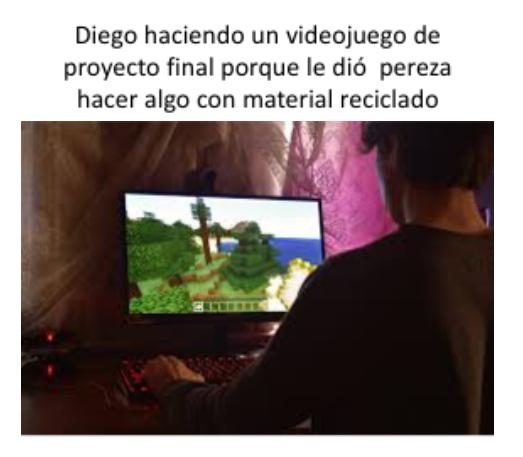 Diego haciendo un videojuego de
proyecto final porque le dió pereza
hacer algo con material reciclado